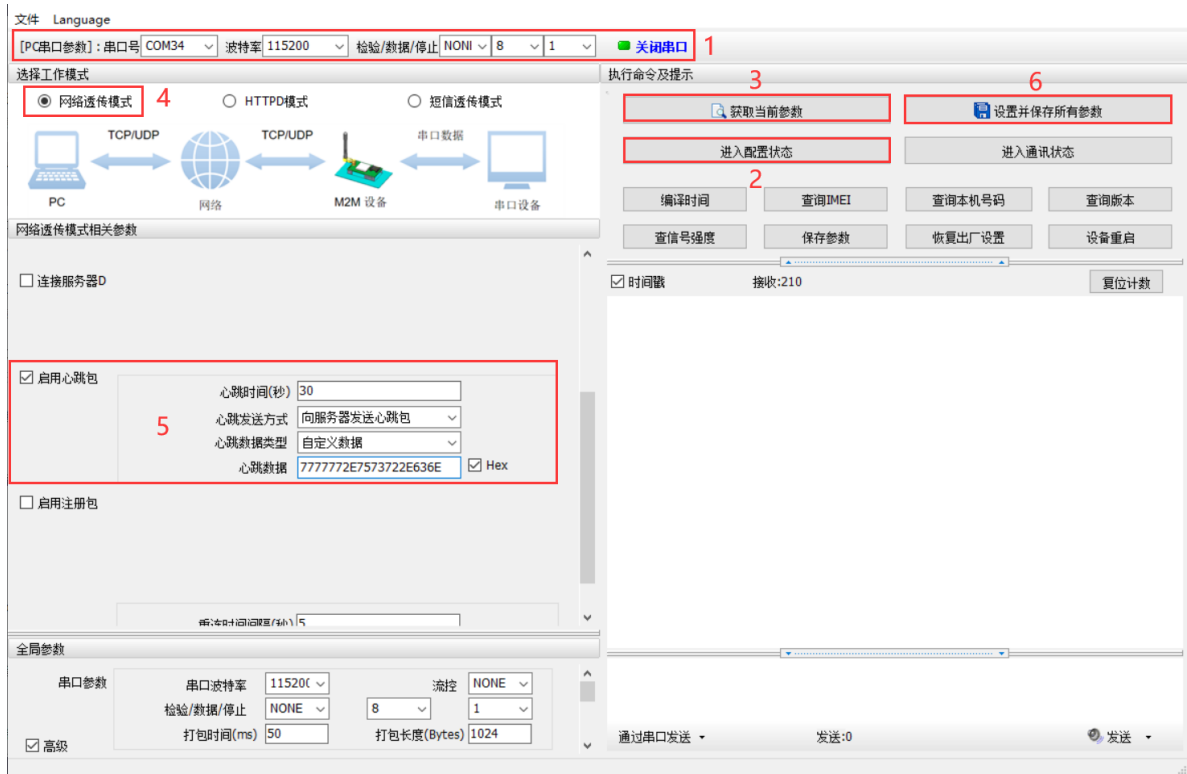 文件 Language
[PC串口参数]：串口号 COM34 波特率 115200 检验/数据/停止 NONI 8 1 关闭串口 1
选择工作模式
网络透传模式 4 HTTPD模式 短信透传模式
TCP/UDP TCP/UDP 串口数据
PC 网络 M2M 设备 串口设备
网络透传模式相关参数
连接服务器D
启用心跳包
心跳时间(秒) 30
心跳发送方式 向服务器发送心跳包
5
心跳数据类型 自定义数据
心跳数据 7777772E7573722E636E Hex
启用注册包
重连时间间隔(秒) 5
全局参数
串口参数 串口波特率 11520( 流控 NONE
检验/数据/停止 NONE 8 1
打包时间(ms) 50 打包长度(Bytes) 1024
高级
执行命令及提示
3 6
获取当前参数 设置并保存所有参数
进入配置状态 进入通讯状态
2
编译时间 查询IMEI 查询本机号码 查询版本
查信号强度 保存参数 恢复出厂设置 设备重启
时间戳 接收:210 复位计数
通过串口发送 发送:0 发送